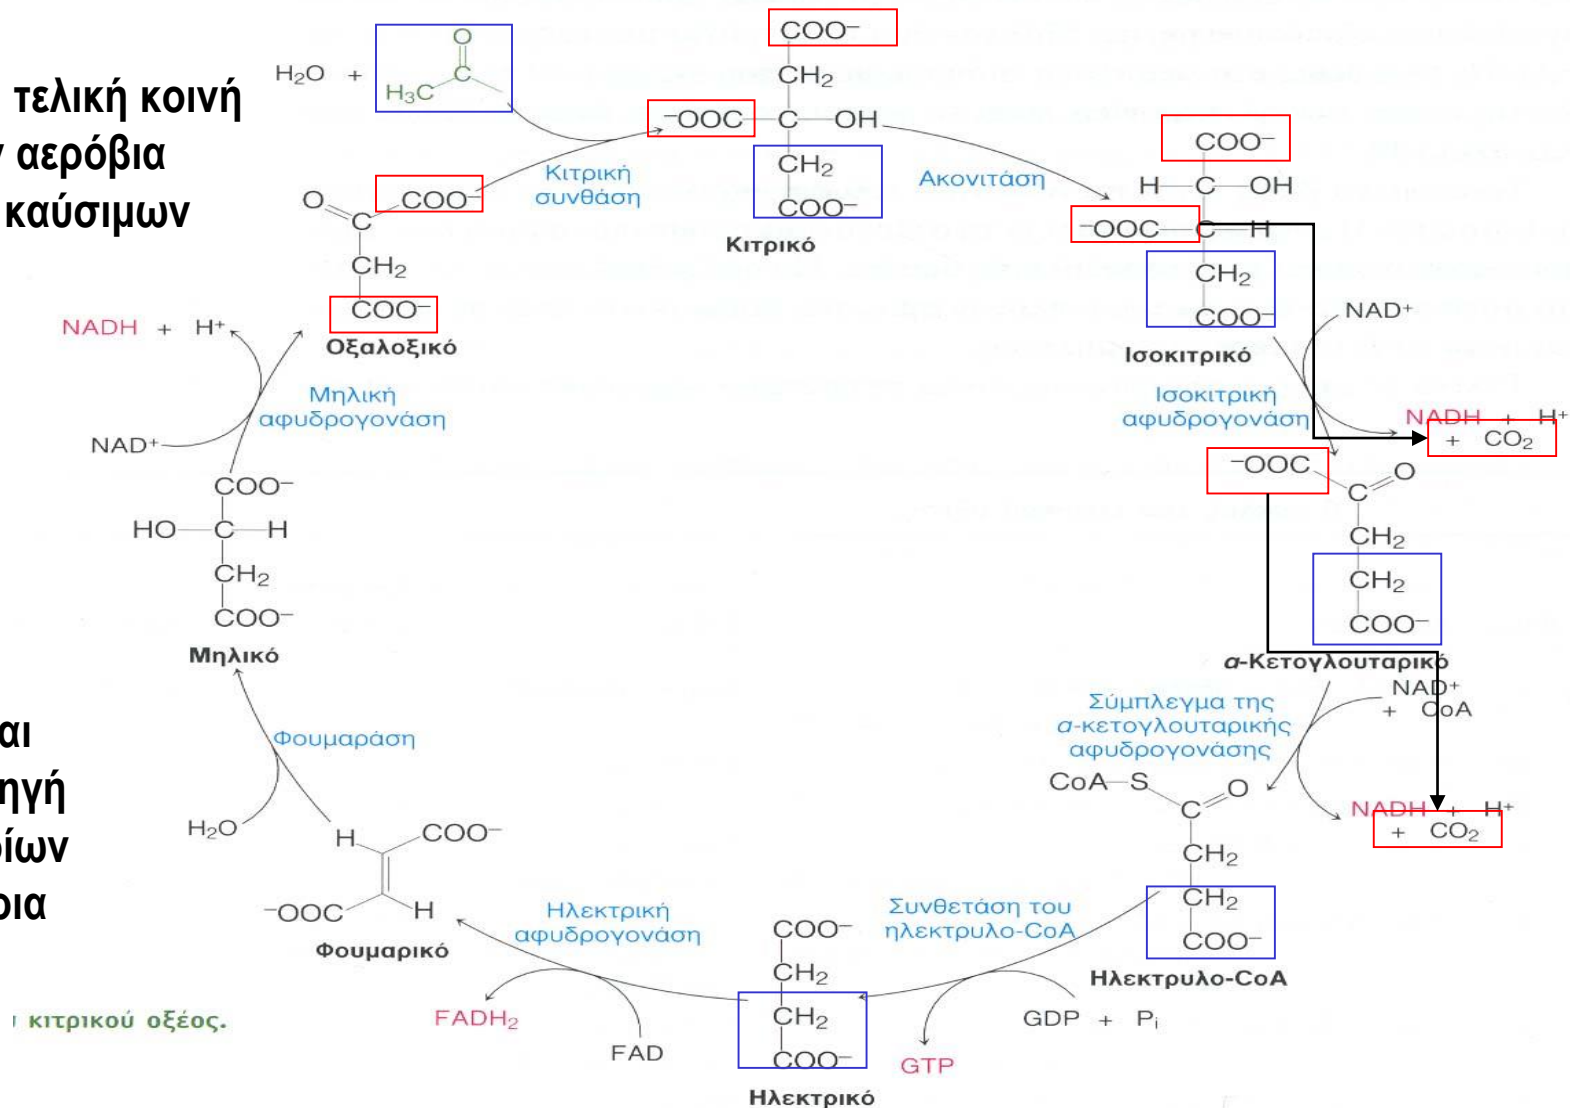 τελική κοινή
αερόβια
καύσιμων
H₂O +
O
H₃C
COO⁻
CH₂
⁻OOC C OH
CH₂
COO⁻
Κιτρικό
Κιτρική
συνθάση
Ακονιτάση
COO⁻
H C OH
⁻OOC C H
CH₂
COO⁻
Ισοκιτρικό
NAD⁺
Ισοκιτρική
αφυδρογονάση
NADH + H⁺
+ CO₂
⁻OOC
C O
CH₂
CH₂
COO⁻
α-Κετογλουταρικό
NAD⁺
+ CoA
Σύμπλεγμα της
α-κετογλουταρικής
αφυδρογονάσης
NADH + H⁺
+ CO₂
CoA S
C O
CH₂
CH₂
COO⁻
Ηλεκτρυλο-CoA
Συνθετάση του
ηλεκτρυλο-CoA
GDP + Pᵢ
GTP
COO⁻
CH₂
CH₂
COO⁻
Ηλεκτρικό
Ηλεκτρική
αφυδρογονάση
FAD
FADH₂
H COO⁻
⁻OOC H
Φουμαρικό
Φουμαράση
H₂O
COO⁻
HO C H
CH₂
COO⁻
Μηλικό
Μηλική
αφυδρογονάση
NAD⁺
NADH + H⁺
O C COO⁻
CH₂
COO⁻
Οξαλοξικό
κιτρικού οξέος.